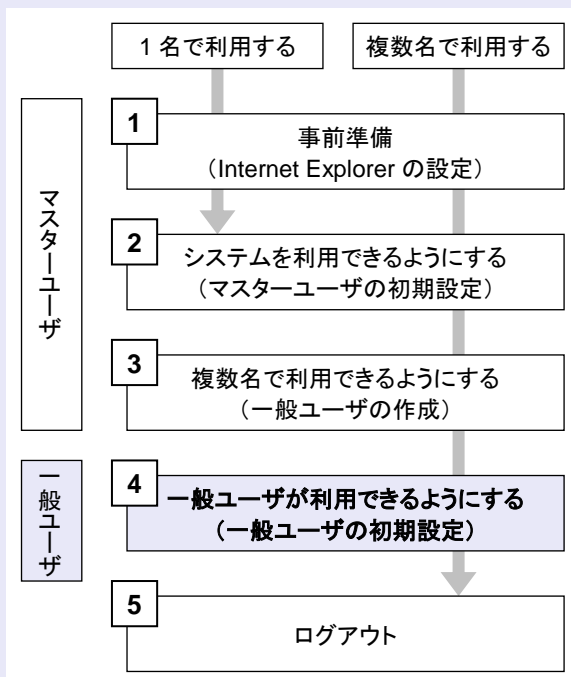 1 名で利用する
複数名で利用する
マスターユーザ
1
事前準備
（Internet Explorer の設定）
2
システムを利用できるようにする
（マスターユーザの初期設定）
3
複数名で利用できるようにする
（一般ユーザの作成）
一般ユーザ
4
一般ユーザが利用できるようにする
（一般ユーザの初期設定）
5
ログアウト